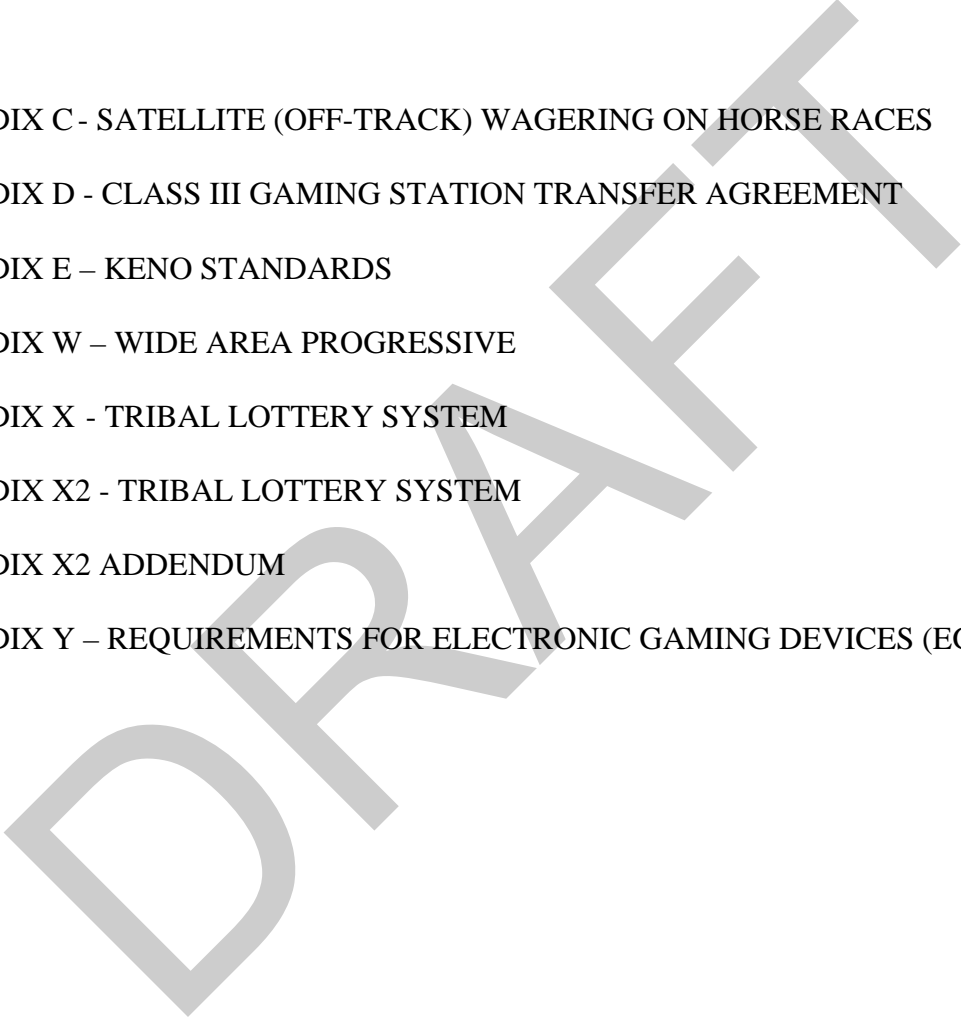 DIX C - SATELLITE (OFF-TRACK) WAGERING ON HORSE RACES
DIX D - CLASS III GAMING STATION TRANSFER AGREEMENT
DIX E – KENO STANDARDS
DIX W – WIDE AREA PROGRESSIVE
DIX X - TRIBAL LOTTERY SYSTEM
DIX X2 - TRIBAL LOTTERY SYSTEM
DIX X2 ADDENDUM
DIX Y – REQUIREMENTS FOR ELECTRONIC GAMING DEVICES (EG
DRAFT